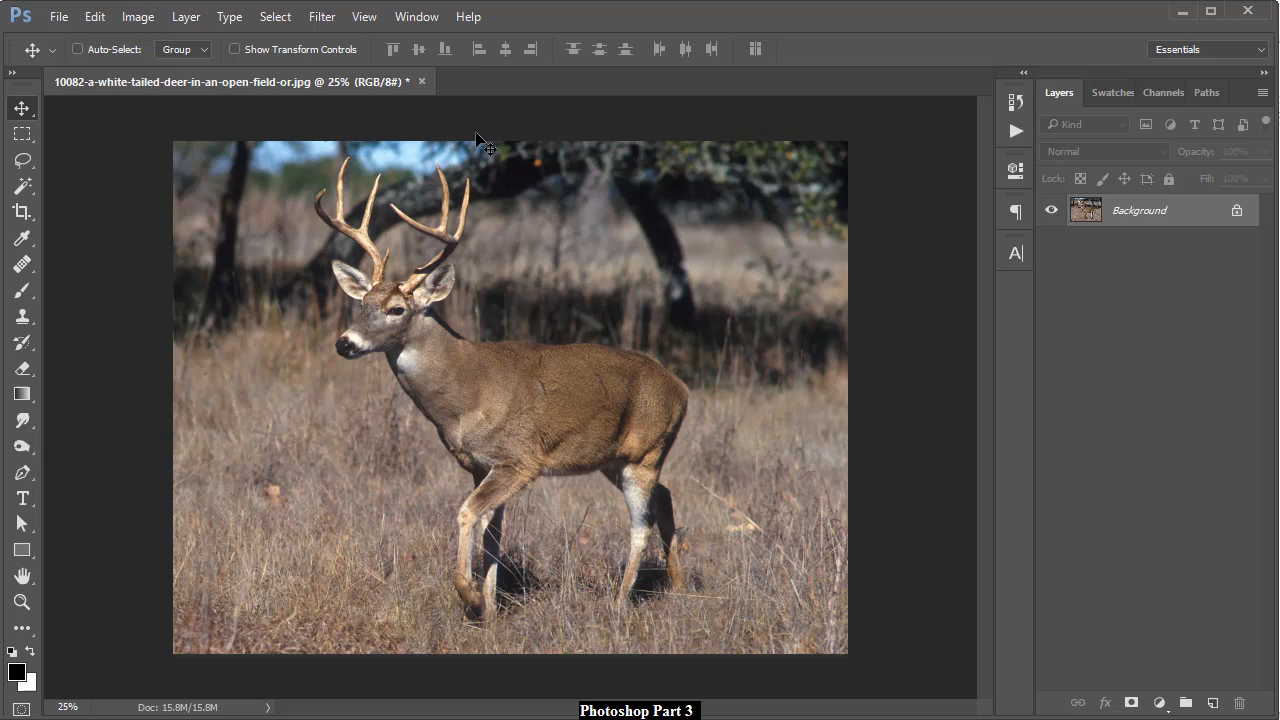 Ps File Edit Image Layer Type Select Filter View Window Help
Auto-Select: Group Show Transform Controls Essentials
10082-a-white-tailed-deer-in-an-open-field-or.jpg @ 25% (RGB/8#) *
Layers Swatches Channels Paths
Kind T
Normal Opacity: 100%
Lock: Fill: 100%
Background
A
T
fx
25% Doc: 15.8M/15.8M
Photoshop Part 3